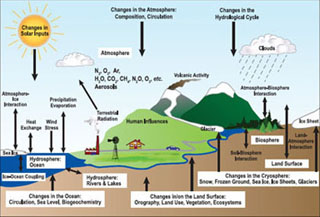 Changes in the Atmosphere:
Composition, Circulation
Changes in the
Hydrological Cycle
Changes in
Solar Inputs
Clouds
Atmosphere
N₂, O₂, Ar,
H₂O, CO₂, CH₄, N₂O, O₃, etc.
Aerosols
Volcanic Activity
Atmosphere-
Ice
Interaction
Precipitation
Evaporation
Atmosphere-Biosphere
Interaction
Heat
Exchange
Wind
Stress
Terrestrial
Radiation
Human Influences
Glacier
Ice Sheet
Sea Ice
Biosphere
Land-
Atmosphere
Interaction
Hydrosphere:
Ocean
Soil-Biosphere
Interaction
Ice-Ocean Coupling
Hydrosphere:
Rivers & Lakes
Land Surface
Changes in the Cryosphere:
Snow, Frozen Ground, Sea Ice, Ice Sheets, Glaciers
Changes in the Ocean:
Circulation, Sea Level, Biogeochemistry
Changes in/on the Land Surface:
Orography, Land Use, Vegetation, Ecosystems